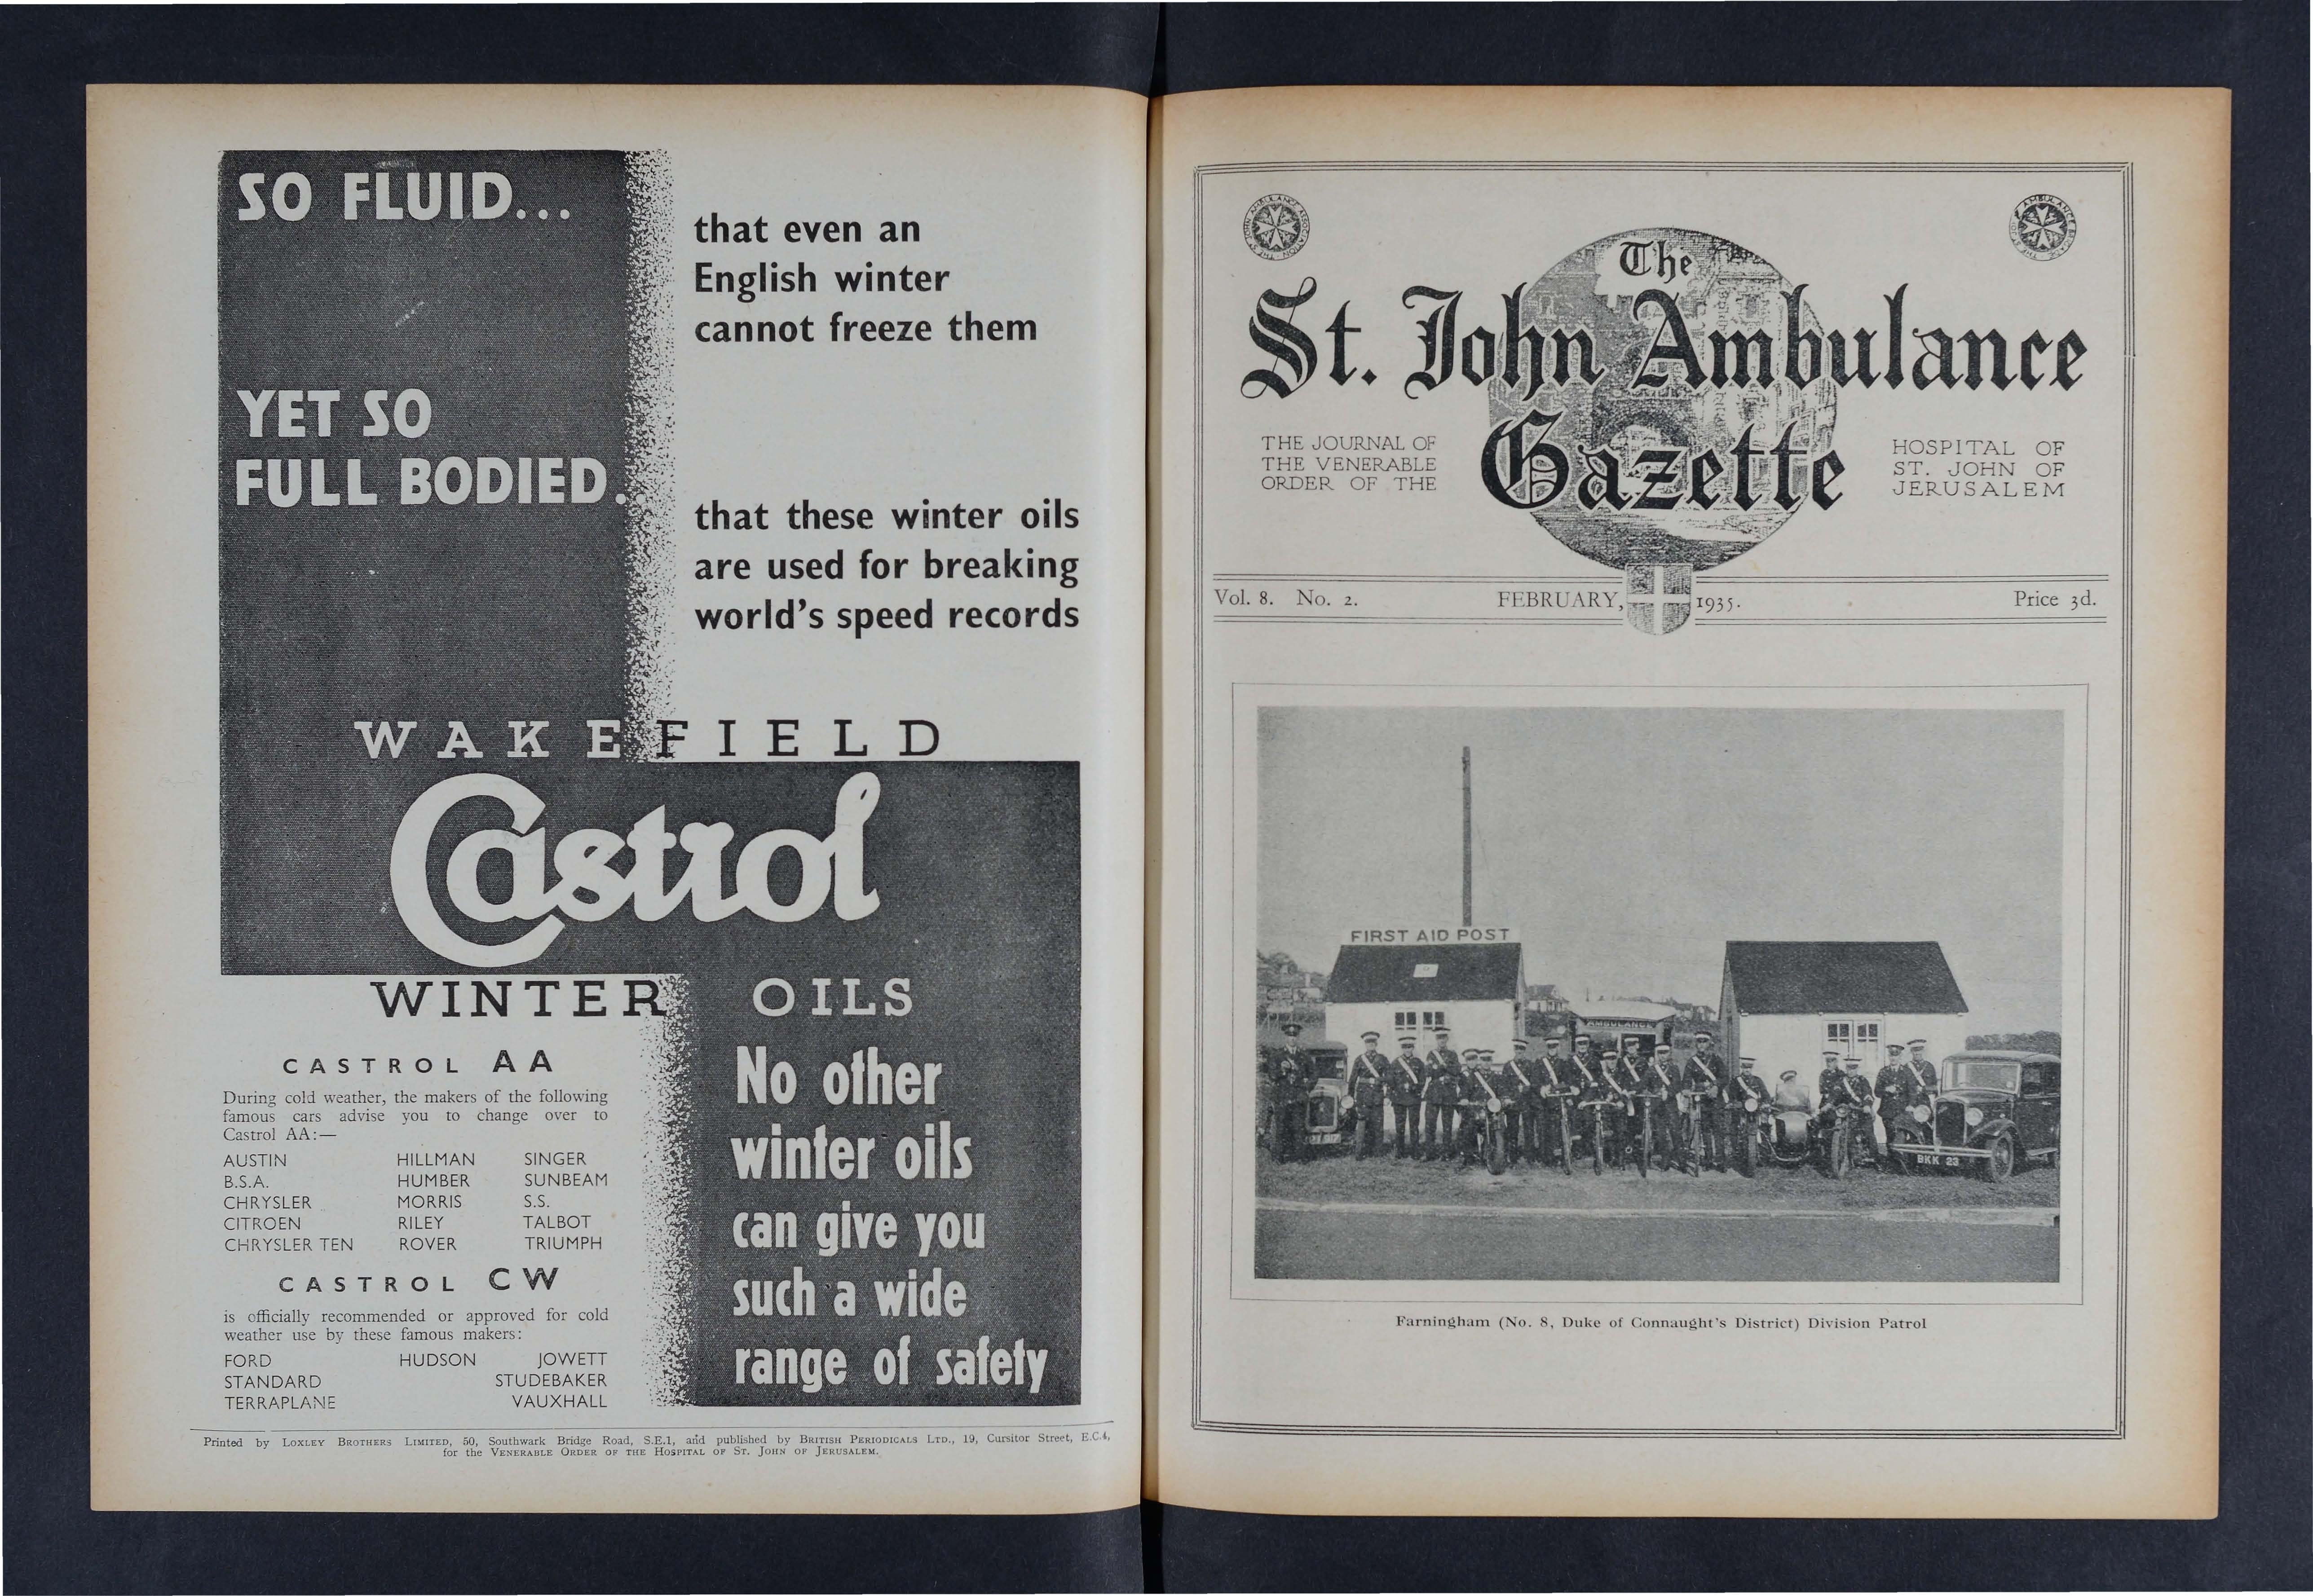 SO FLUID...
that even an
English winter
cannot freeze them
YET SO
FULL BODIED...
that these winter oils
are used for breaking
world's speed records
WAKEFIELD
Castrol
WINTER OILS
CASTROL AA
During cold weather, the makers of the following
famous cars advise you to change over to
Castrol AA:—
AUSTIN HILLMAN SINGER
B.S.A. HUMBER SUNBEAM
CHRYSLER MORRIS S.S.
CITROEN RILEY TALBOT
CHRYSLER TEN ROVER TRIUMPH
CASTROL CW
is officially recommended or approved for cold
weather use by these famous makers:
FORD HUDSON JOWETT
STANDARD STUDEBAKER
TERRAPLANE VAUXHALL
No other
winter oils
can give you
such a wide
range of safety
Printed by LOXLEY BROTHERS LIMITED, 50, Southwark Bridge Road, S.E.1, and published by BRITISH PERIODICALS LTD., 19, Cursitor Street, E.C.4,
for the VENERABLE ORDER OF THE HOSPITAL OF ST. JOHN OF JERUSALEM.
The
St. John Ambulance
Gazette
THE JOURNAL OF
THE VENERABLE
ORDER OF THE
HOSPITAL OF
ST. JOHN OF
JERUSALEM
Vol. 8. No. 2. FEBRUARY, 1935. Price 3d.
FIRST AID POST
AMBULANCE
BKK 23
Farningham (No. 8, Duke of Connaught's District) Division Patrol